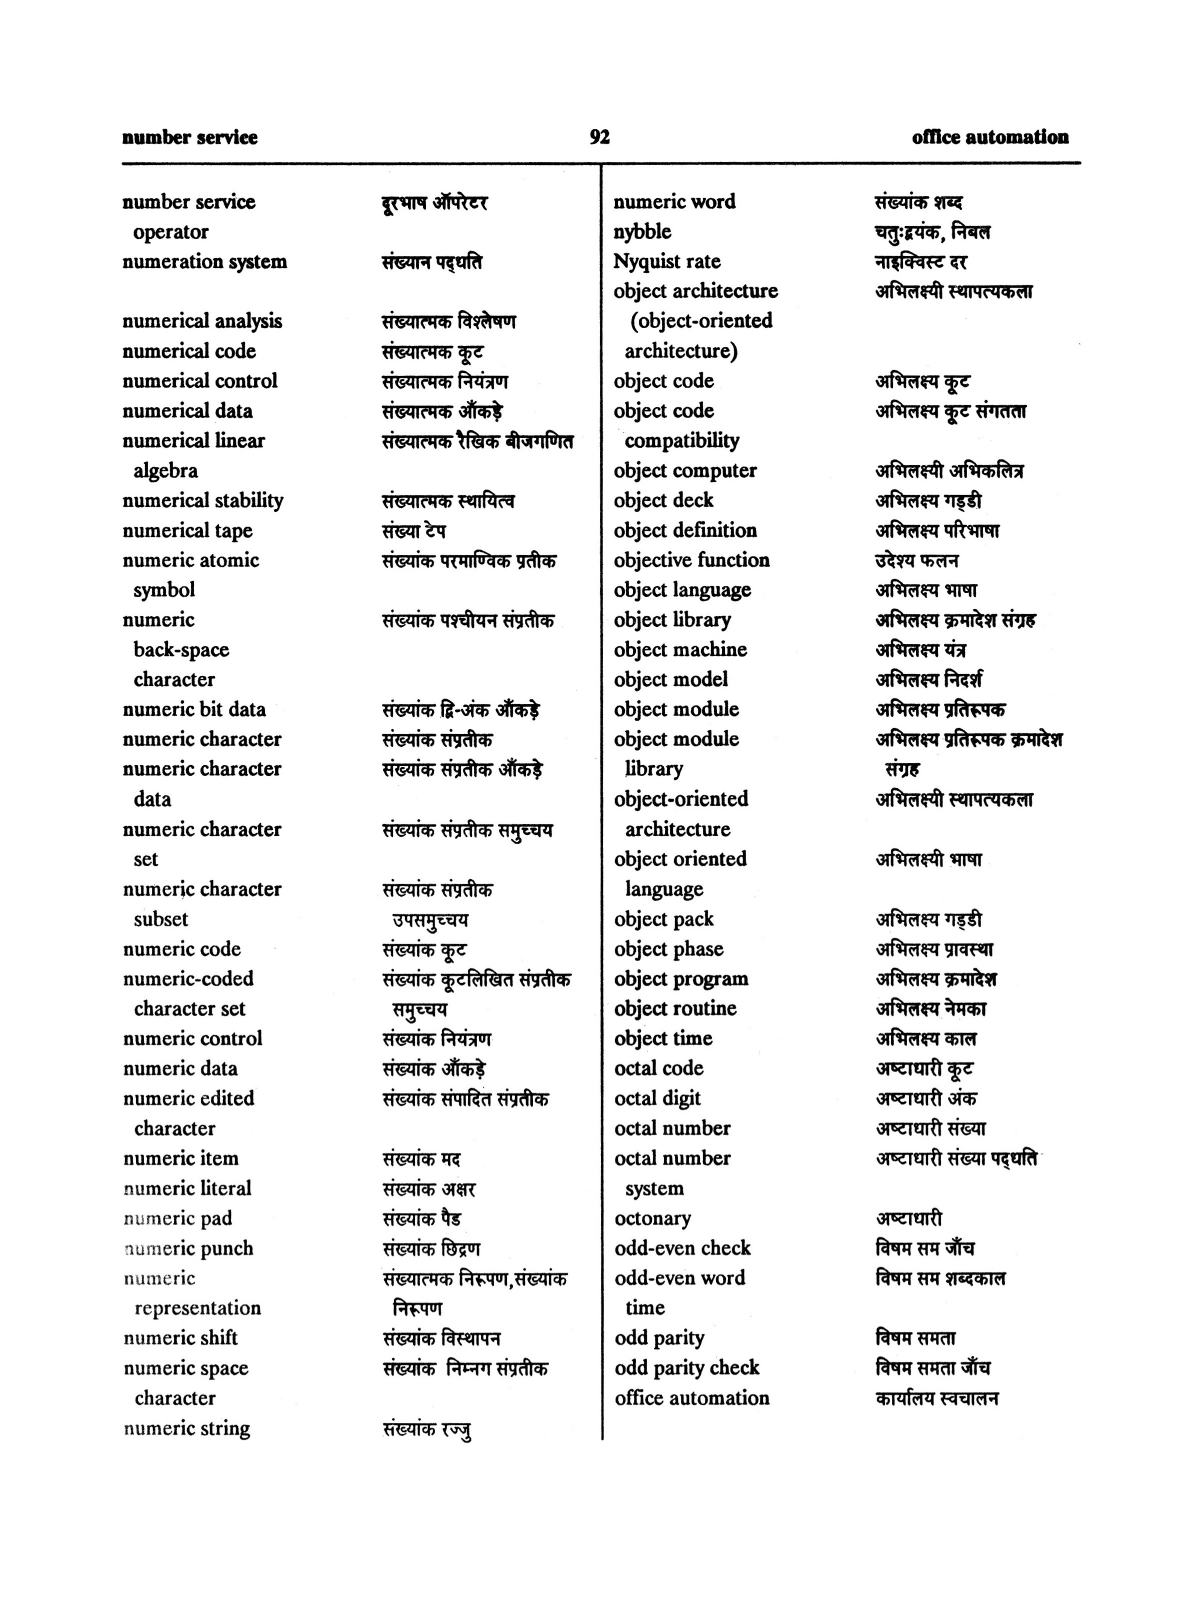 number service 92 office automation
number service दूरभाष ऑपरेटर
operator
numeration system संख्यान पद्धति
numerical analysis संख्यात्मक विश्लेषण
numerical code संख्यात्मक कूट
numerical control संख्यात्मक नियंत्रण
numerical data संख्यात्मक आँकड़े
numerical linear संख्यात्मक रैखिक बीजगणित
algebra
numerical stability संख्यात्मक स्थायित्व
numerical tape संख्या टेप
numeric atomic संख्यांक परमाण्विक प्रतीक
symbol
numeric संख्यांक पश्चीयन संप्रतीक
back-space
character
numeric bit data संख्यांक द्वि-अंक आँकड़े
numeric character संख्यांक संप्रतीक
numeric character संख्यांक संप्रतीक आँकड़े
data
numeric character संख्यांक संप्रतीक समुच्चय
set
numeric character संख्यांक संप्रतीक
subset उपसमुच्चय
numeric code संख्यांक कूट
numeric-coded संख्यांक कूटलिखित संप्रतीक
character set समुच्चय
numeric control संख्यांक नियंत्रण
numeric data संख्यांक आँकड़े
numeric edited संख्यांक संपादित संप्रतीक
character
numeric item संख्यांक मद
numeric literal संख्यांक अक्षर
numeric pad संख्यांक पैड
numeric punch संख्यांक छिद्रण
numeric संख्यात्मक निरूपण,संख्यांक
representation निरूपण
numeric shift संख्यांक विस्थापन
numeric space संख्यांक निम्नग संप्रतीक
character
numeric string संख्यांक रज्जु
numeric word संख्यांक शब्द
nybble चतुःद्वयंक, निबल
Nyquist rate नाइक्विस्ट दर
object architecture अभिलक्ष्यी स्थापत्यकला
(object-oriented
architecture)
object code अभिलक्ष्य कूट
object code अभिलक्ष्य कूट संगतता
compatibility
object computer अभिलक्ष्यी अभिकलित्र
object deck अभिलक्ष्य गड्डी
object definition अभिलक्ष्य परिभाषा
objective function उदेश्य फलन
object language अभिलक्ष्य भाषा
object library अभिलक्ष्य क्रमादेश संग्रह
object machine अभिलक्ष्य यंत्र
object model अभिलक्ष्य निदर्श
object module अभिलक्ष्य प्रतिरूपक
object module अभिलक्ष्य प्रतिरूपक क्रमादेश
library संग्रह
object-oriented अभिलक्ष्यी स्थापत्यकला
architecture
object oriented अभिलक्ष्यी भाषा
language
object pack अभिलक्ष्य गड्डी
object phase अभिलक्ष्य प्रावस्था
object program अभिलक्ष्य क्रमादेश
object routine अभिलक्ष्य नेमका
object time अभिलक्ष्य काल
octal code अष्टाधारी कूट
octal digit अष्टाधारी अंक
octal number अष्टाधारी संख्या
octal number अष्टाधारी संख्या पद्धति
system
octonary अष्टाधारी
odd-even check विषम सम जाँच
odd-even word विषम सम शब्दकाल
time
odd parity विषम समता
odd parity check विषम समता जाँच
office automation कार्यालय स्वचालन